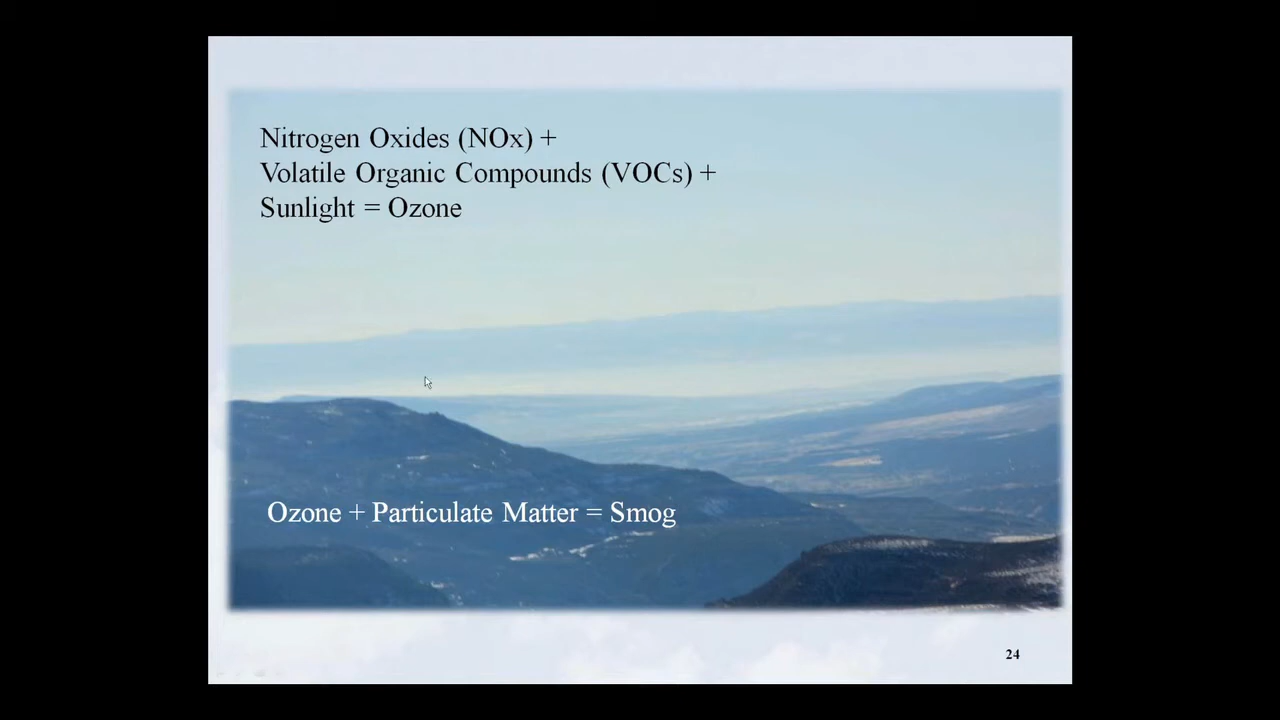 Nitrogen Oxides (NOx) +
Volatile Organic Compounds (VOCs) +
Sunlight = Ozone
Ozone + Particulate Matter = Smog
24